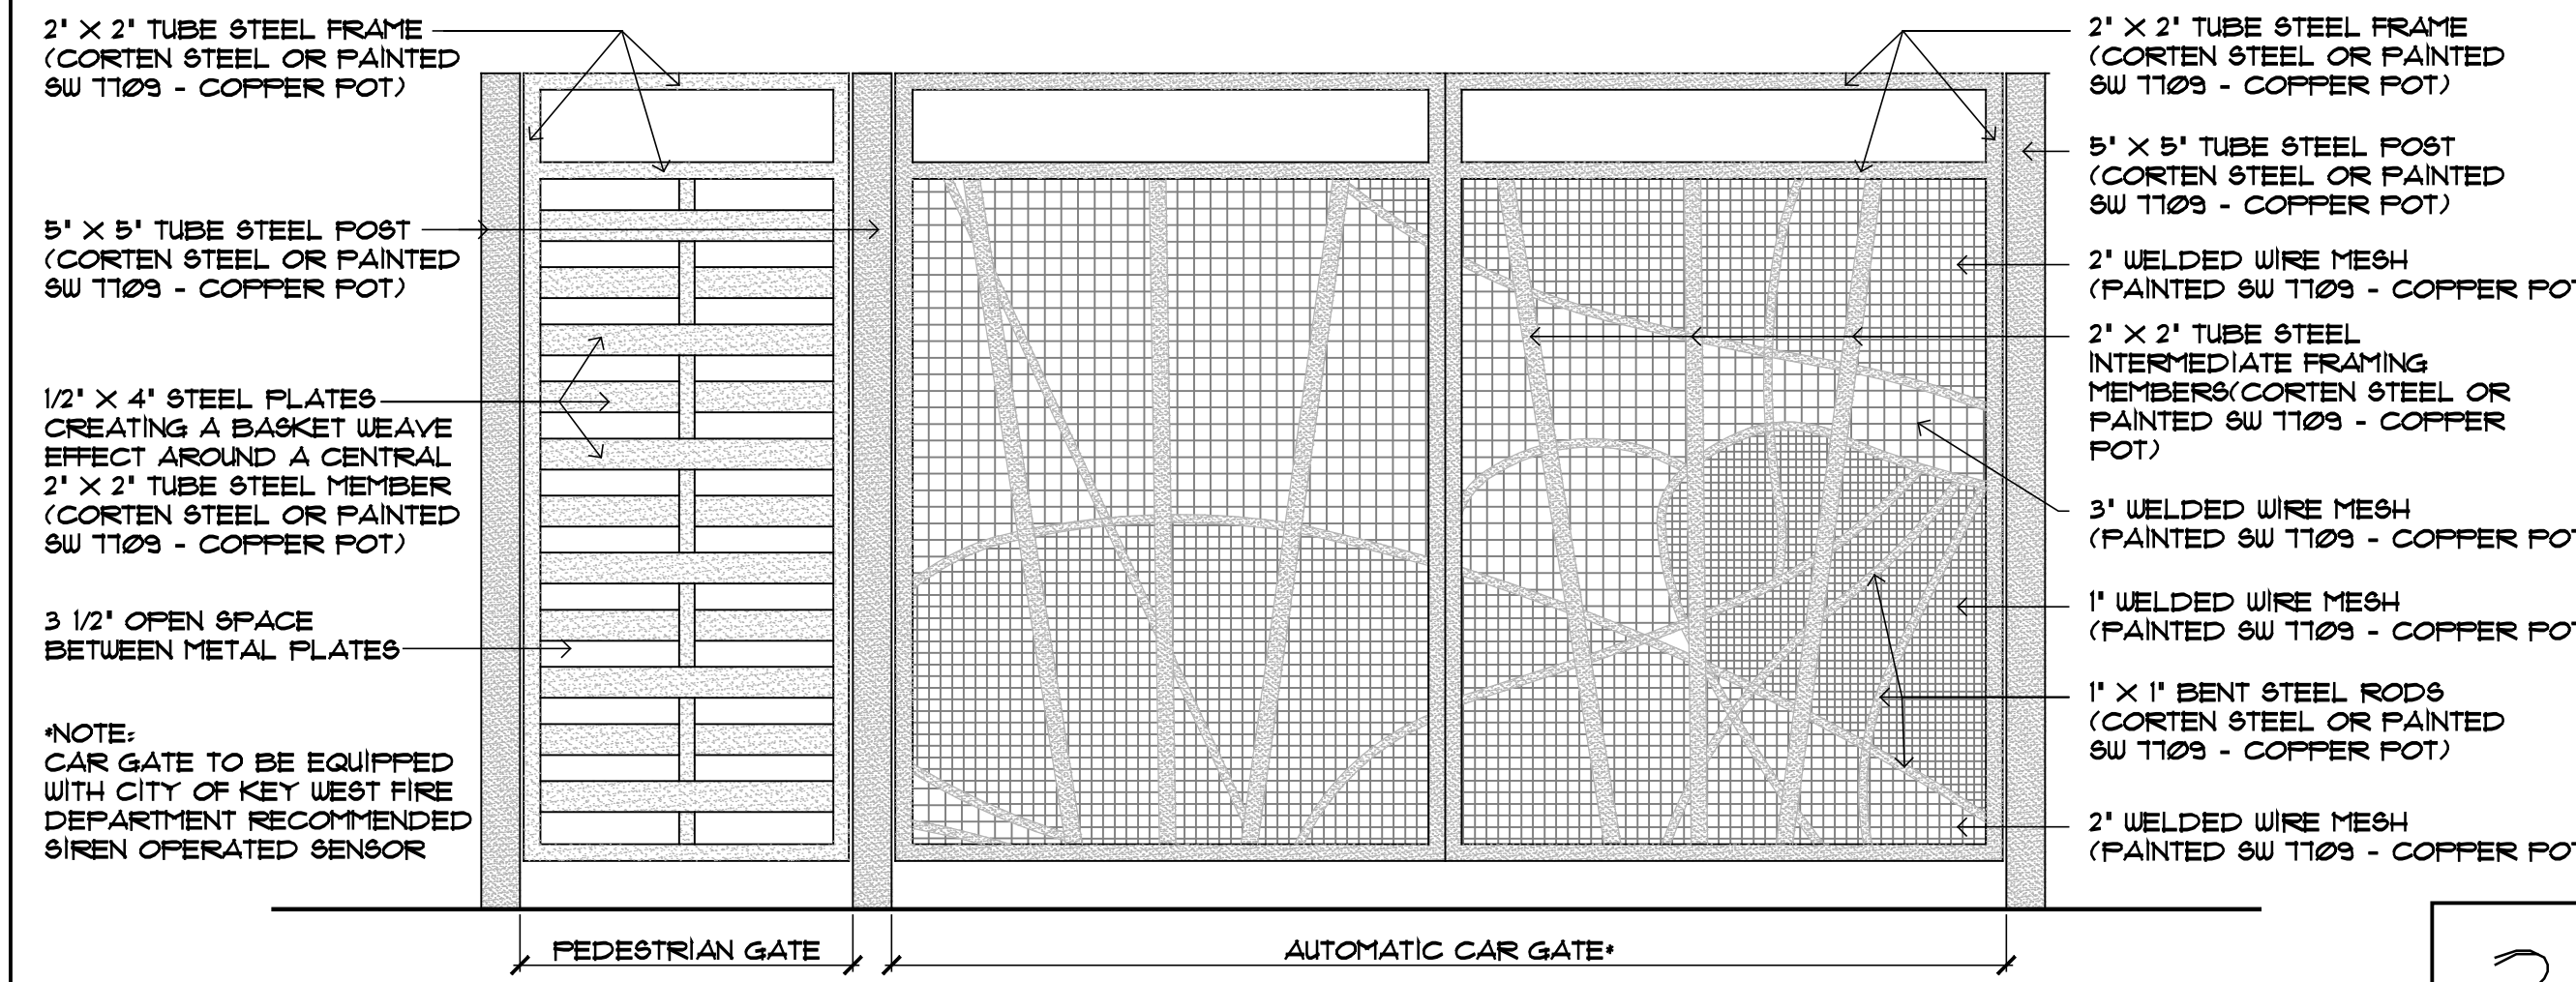 2" X 2" TUBE STEEL FRAME
(CORTEN STEEL OR PAINTED
SW 7709 - COPPER POT)
5" X 5" TUBE STEEL POST
(CORTEN STEEL OR PAINTED
SW 7709 - COPPER POT)
1/2" X 4" STEEL PLATES
CREATING A BASKET WEAVE
EFFECT AROUND A CENTRAL
2" X 2" TUBE STEEL MEMBER
(CORTEN STEEL OR PAINTED
SW 7709 - COPPER POT)
3 1/2" OPEN SPACE
BETWEEN METAL PLATES
*NOTE:
CAR GATE TO BE EQUIPPED
WITH CITY OF KEY WEST FIRE
DEPARTMENT RECOMMENDED
SIREN OPERATED SENSOR
PEDESTRIAN GATE
AUTOMATIC CAR GATE*
2" X 2" TUBE STEEL FRAME
(CORTEN STEEL OR PAINTED
SW 7709 - COPPER POT)
5" X 5" TUBE STEEL POST
(CORTEN STEEL OR PAINTED
SW 7709 - COPPER POT)
2" WELDED WIRE MESH
(PAINTED SW 7709 - COPPER POT
2" X 2" TUBE STEEL
INTERMEDIATE FRAMING
MEMBERS(CORTEN STEEL OR
PAINTED SW 7709 - COPPER
POT)
3" WELDED WIRE MESH
(PAINTED SW 7709 - COPPER POT
1" WELDED WIRE MESH
(PAINTED SW 7709 - COPPER POT
1" X 1" BENT STEEL RODS
(CORTEN STEEL OR PAINTED
SW 7709 - COPPER POT)
2" WELDED WIRE MESH
(PAINTED SW 7709 - COPPER POT